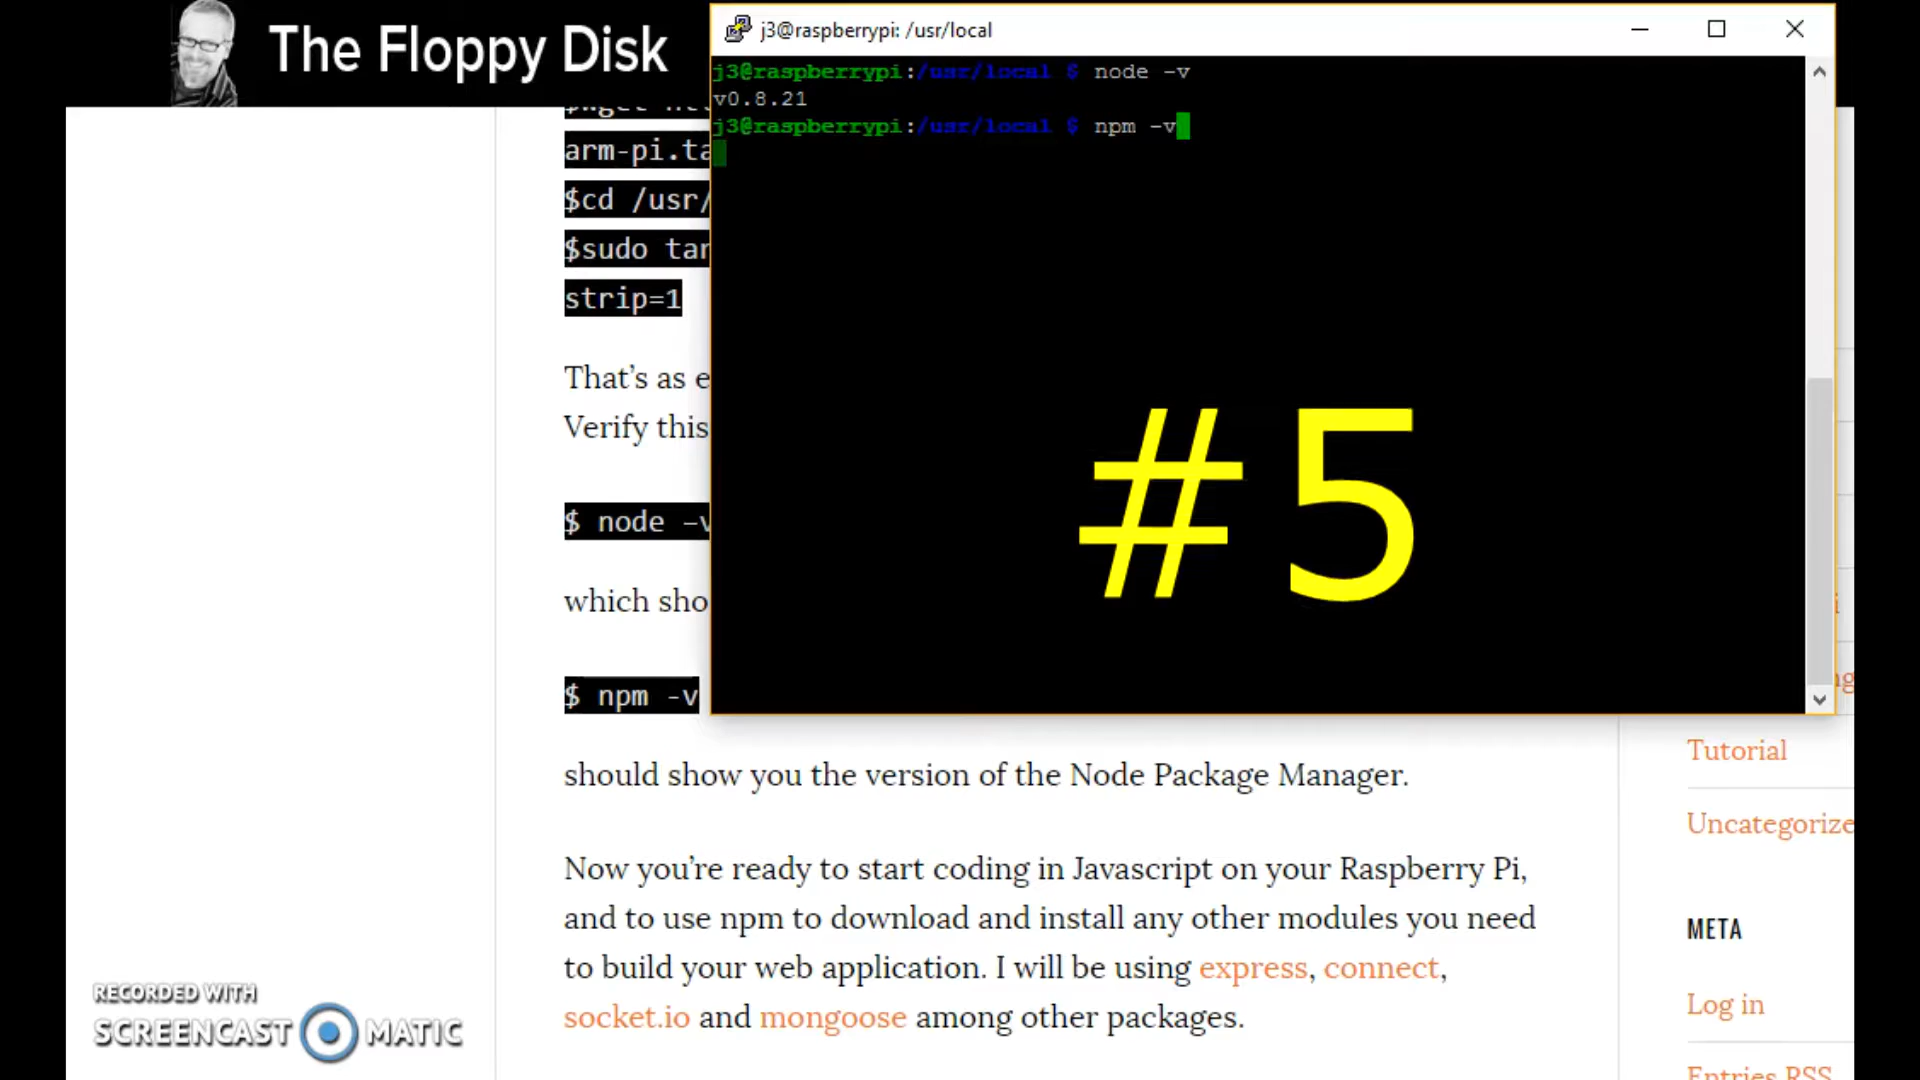 The Floppy Disk
j3@raspberrypi: /usr/local
j3@raspberrypi:/usr/local $ node -v
v0.8.21
j3@raspberrypi:/usr/local $ npm -v
#5
arm-pi.ta
$cd /usr/
$sudo tar
strip=1
That's as e
Verify this
$ node -v
which sho
$ npm -v
should show you the version of the Node Package Manager.
Now you're ready to start coding in Javascript on your Raspberry Pi,
and to use npm to download and install any other modules you need
to build your web application. I will be using express, connect,
socket.io and mongoose among other packages.
Tutorial
Uncategorize
META
Log in
Entries RSS
RECORDED WITH
SCREENCAST MATIC